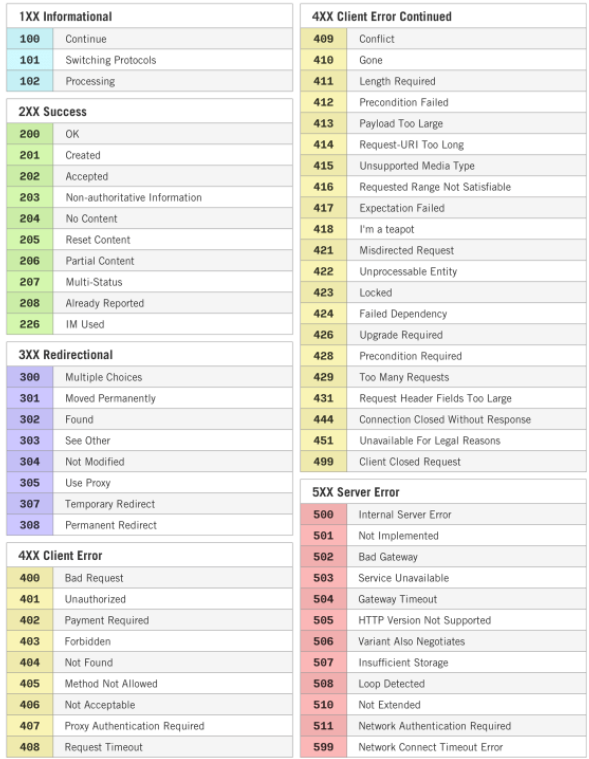 1XX Informational
100 Continue
101 Switching Protocols
102 Processing
2XX Success
200 OK
201 Created
202 Accepted
203 Non-authoritative Information
204 No Content
205 Reset Content
206 Partial Content
207 Multi-Status
208 Already Reported
226 IM Used
3XX Redirectional
300 Multiple Choices
301 Moved Permanently
302 Found
303 See Other
304 Not Modified
305 Use Proxy
307 Temporary Redirect
308 Permanent Redirect
4XX Client Error
400 Bad Request
401 Unauthorized
402 Payment Required
403 Forbidden
404 Not Found
405 Method Not Allowed
406 Not Acceptable
407 Proxy Authentication Required
408 Request Timeout
4XX Client Error Continued
409 Conflict
410 Gone
411 Length Required
412 Precondition Failed
413 Payload Too Large
414 Request-URI Too Long
415 Unsupported Media Type
416 Requested Range Not Satisfiable
417 Expectation Failed
418 I'm a teapot
421 Misdirected Request
422 Unprocessable Entity
423 Locked
424 Failed Dependency
426 Upgrade Required
428 Precondition Required
429 Too Many Requests
431 Request Header Fields Too Large
444 Connection Closed Without Response
451 Unavailable For Legal Reasons
499 Client Closed Request
5XX Server Error
500 Internal Server Error
501 Not Implemented
502 Bad Gateway
503 Service Unavailable
504 Gateway Timeout
505 HTTP Version Not Supported
506 Variant Also Negotiates
507 Insufficient Storage
508 Loop Detected
510 Not Extended
511 Network Authentication Required
599 Network Connect Timeout Error